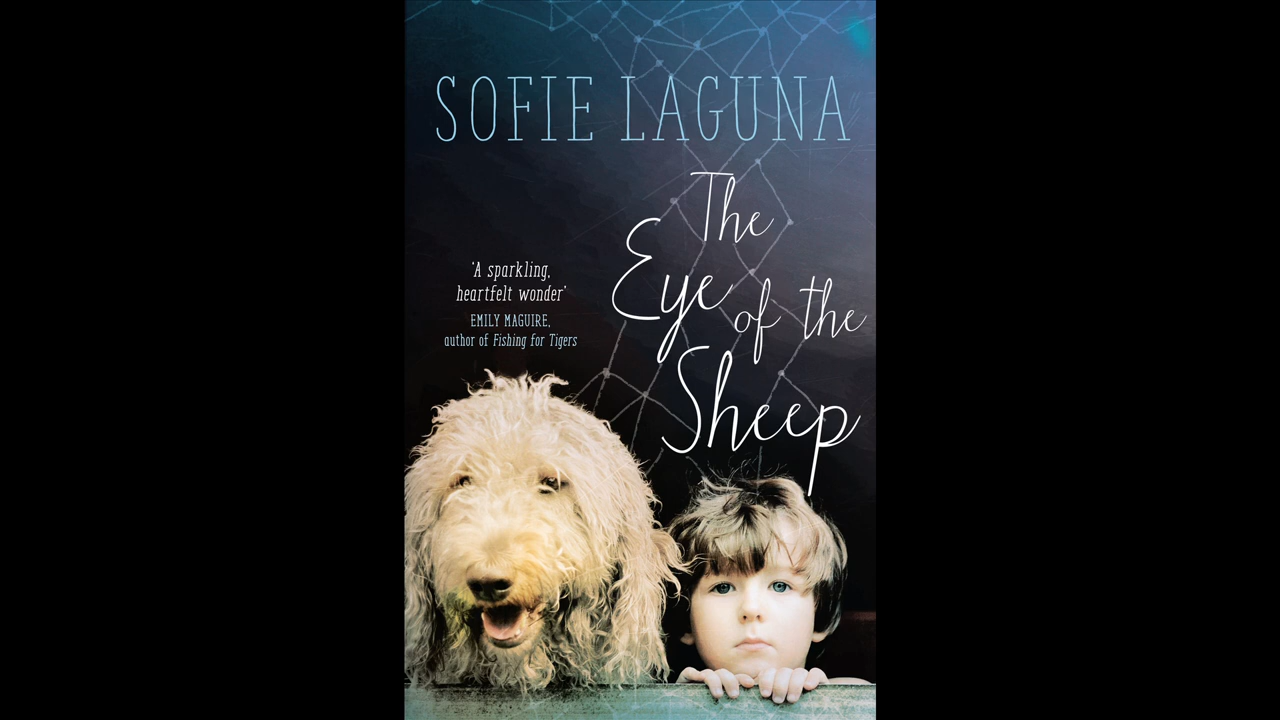 SOFIE LAGUNA
The
Eye
of the
Sheep
'A sparkling,
heartfelt wonder'
EMILY MAGUIRE,
author of Fishing for Tigers